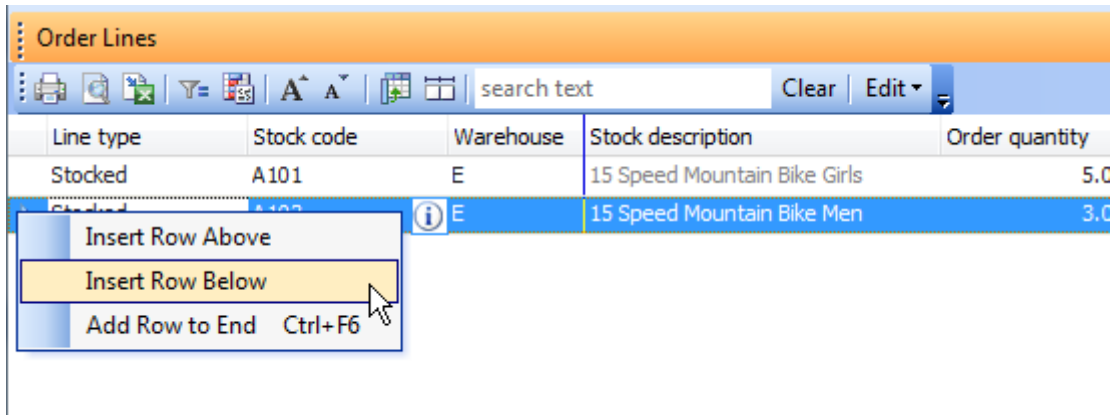 Order Lines
search text Clear Edit
Line type Stock code Warehouse Stock description Order quantity
Stocked A101 E 15 Speed Mountain Bike Girls 5.0
Stocked E 15 Speed Mountain Bike Men 3.0
Insert Row Above
Insert Row Below
Add Row to End Ctrl+F6